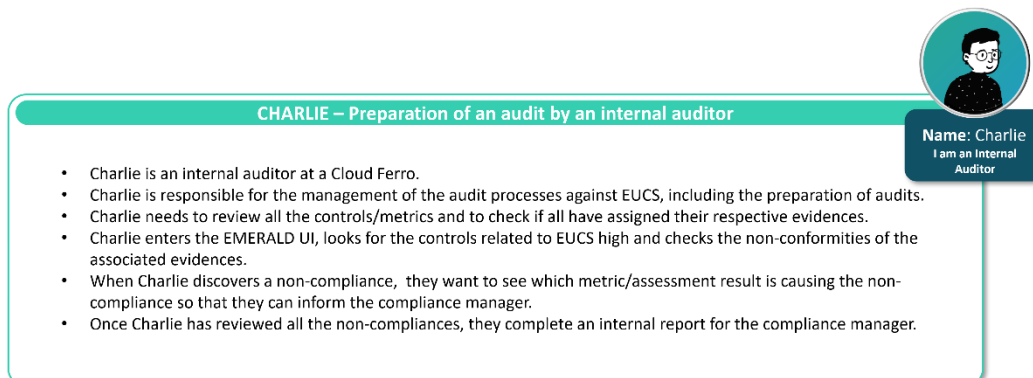 CHARLIE – Preparation of an audit by an internal auditor
Name: Charlie
I am an Internal
Auditor
• Charlie is an internal auditor at a Cloud Ferro.
• Charlie is responsible for the management of the audit processes against EUCS, including the preparation of audits.
• Charlie needs to review all the controls/metrics and to check if all have assigned their respective evidences.
• Charlie enters the EMERALD UI, looks for the controls related to EUCS high and checks the non-conformities of the
associated evidences.
• When Charlie discovers a non-compliance, they want to see which metric/assessment result is causing the non-
compliance so that they can inform the compliance manager.
• Once Charlie has reviewed all the non-compliances, they complete an internal report for the compliance manager.